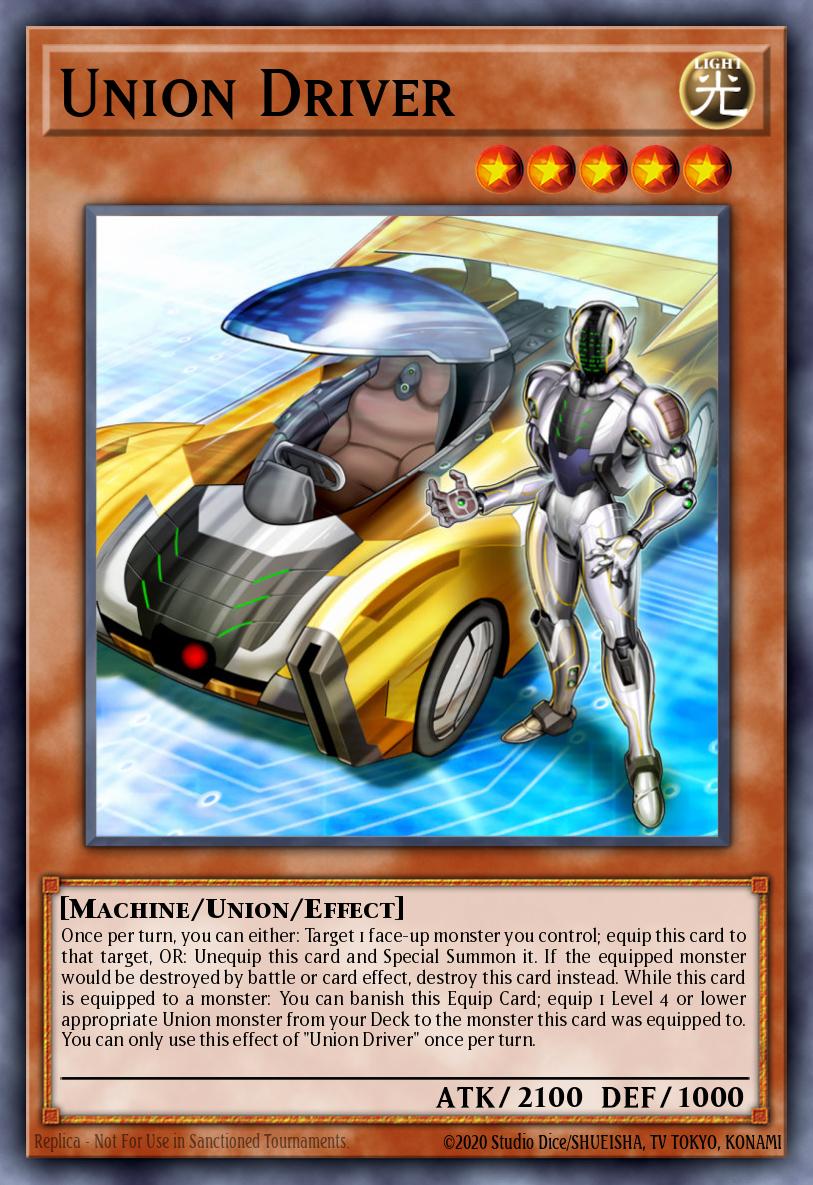 Union Driver
LIGHT
光
[Machine/Union/Effect]
Once per turn, you can either: Target 1 face-up monster you control; equip this card to
that target, OR: Unequip this card and Special Summon it. If the equipped monster
would be destroyed by battle or card effect, destroy this card instead. While this card
is equipped to a monster: You can banish this Equip Card; equip 1 Level 4 or lower
appropriate Union monster from your Deck to the monster this card was equipped to.
You can only use this effect of "Union Driver" once per turn.
ATK/2100 DEF/1000
Replica - Not For Use in Sanctioned Tournaments.
©2020 Studio Dice/SHUEISHA, TV TOKYO, KONAMI